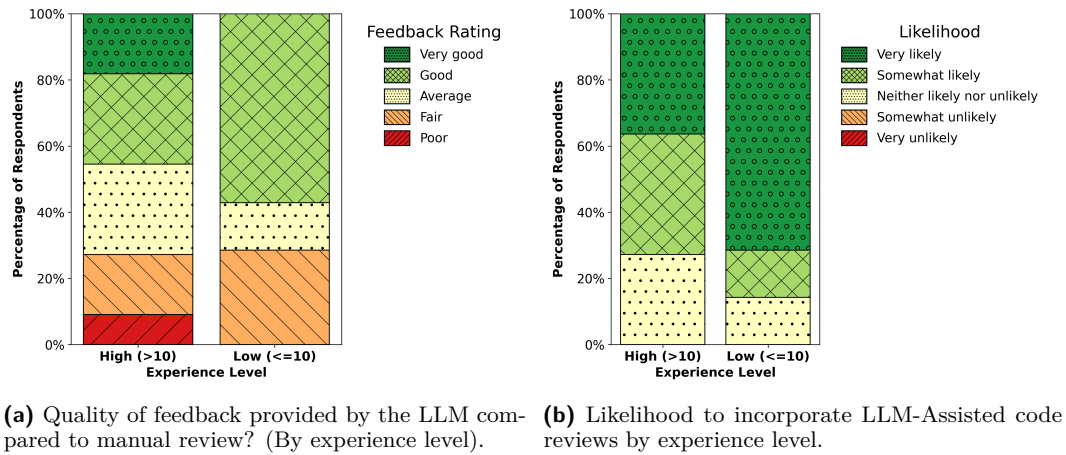 100%
80%
60%
40%
20%
0%
Percentage of Respondents
High (>10)
Low (<=10)
Experience Level
Feedback Rating
Very good
Good
Average
Fair
Poor
100%
80%
60%
40%
20%
0%
Percentage of Respondents
High (>10)
Low (<=10)
Experience Level
Likelihood
Very likely
Somewhat likely
Neither likely nor unlikely
Somewhat unlikely
Very unlikely
(a) Quality of feedback provided by the LLM com-
pared to manual review? (By experience level).
(b) Likelihood to incorporate LLM-Assisted code
reviews by experience level.